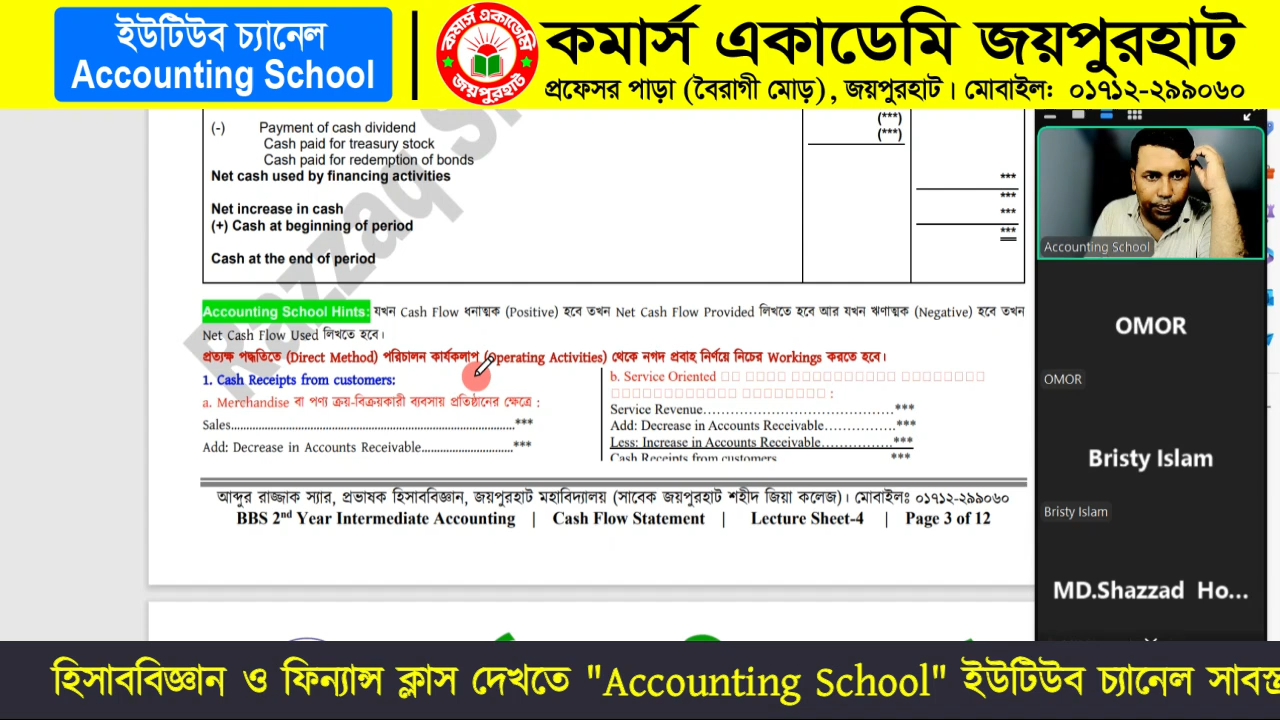 ইউটিউব চ্যানেল
Accounting School
কমার্স একাডেমি
জয়পুরহাট
কমার্স একাডেমি জয়পুরহাট
প্রফেসর পাড়া (বৈরাগী মোড়), জয়পুরহাট। মোবাইল: ০১৭১২-২৯৯০৬০
(***)
(-) Payment of cash dividend (***)
Cash paid for treasury stock
Cash paid for redemption of bonds
Net cash used by financing activities ***
***
Net increase in cash ***
(+) Cash at beginning of period ***
Cash at the end of period
Accounting School Hints: যখন Cash Flow ধনাত্মক (Positive) হবে তখন Net Cash Flow Provided লিখতে হবে আর যখন ঋণাত্মক (Negative) হবে তখন
Net Cash Flow Used লিখতে হবে।
প্রত্যক্ষ পদ্ধতিতে (Direct Method) পরিচালন কার্যকলাপ (Operating Activities) থেকে নগদ প্রবাহ নির্ণয়ে নিচের Workings করতে হবে।
1. Cash Receipts from customers:
a. Merchandise বা পণ্য ক্রয়-বিক্রয়কারী ব্যবসায় প্রতিষ্ঠানের ক্ষেত্রে :
Sales....................................................................................................***
Add: Decrease in Accounts Receivable................................***
b. Service Oriented
:
Service Revenue……………………………………***
Add: Decrease in Accounts Receivable……………***
Less: Increase in Accounts Receivable……………***
Cash Receipts from customers ***
আব্দুর রাজ্জাক স্যার, প্রভাষক হিসাববিজ্ঞান, জয়পুরহাট মহাবিদ্যালয় (সাবেক জয়পুরহাট শহীদ জিয়া কলেজ)। মোবাইলঃ ০১৭১২-২৯৯০৬০
BBS 2nd Year Intermediate Accounting | Cash Flow Statement | Lecture Sheet-4 | Page 3 of 12
Accounting School
OMOR
OMOR
Bristy Islam
Bristy Islam
MD.Shazzad Ho...
হিসাববিজ্ঞান ও ফিন্যান্স ক্লাস দেখতে "Accounting School" ইউটিউব চ্যানেল